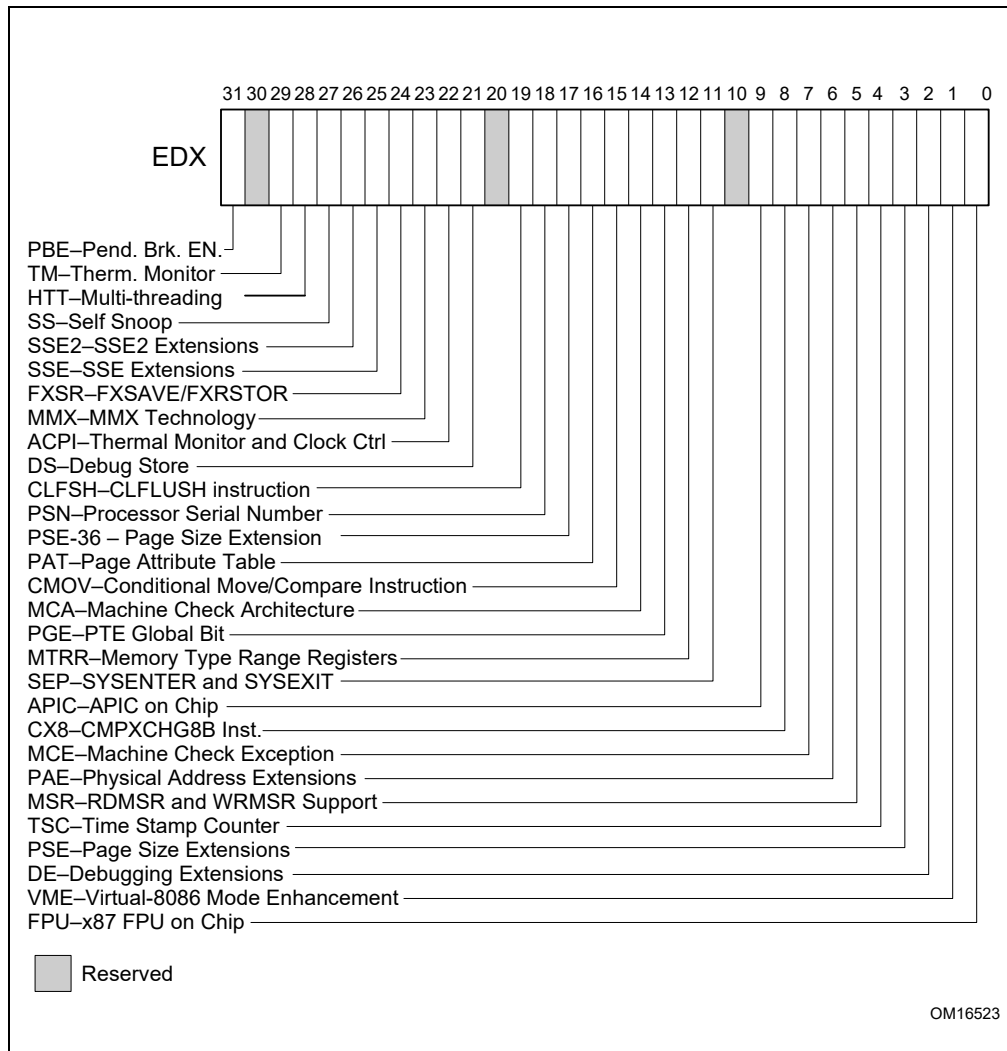 31 30 29 28 27 26 25 24 23 22 21 20 19 18 17 16 15 14 13 12 11 10 9 8 7 6 5 4 3 2 1 0
EDX
PBE–Pend. Brk. EN.
TM–Therm. Monitor
HTT–Multi-threading
SS–Self Snoop
SSE2–SSE2 Extensions
SSE–SSE Extensions
FXSR–FXSAVE/FXRSTOR
MMX–MMX Technology
ACPI–Thermal Monitor and Clock Ctrl
DS–Debug Store
CLFSH–CLFLUSH instruction
PSN–Processor Serial Number
PSE-36 – Page Size Extension
PAT–Page Attribute Table
CMOV–Conditional Move/Compare Instruction
MCA–Machine Check Architecture
PGE–PTE Global Bit
MTRR–Memory Type Range Registers
SEP–SYSENTER and SYSEXIT
APIC–APIC on Chip
CX8–CMPXCHG8B Inst.
MCE–Machine Check Exception
PAE–Physical Address Extensions
MSR–RDMSR and WRMSR Support
TSC–Time Stamp Counter
PSE–Page Size Extensions
DE–Debugging Extensions
VME–Virtual-8086 Mode Enhancement
FPU–x87 FPU on Chip
Reserved
OM16523